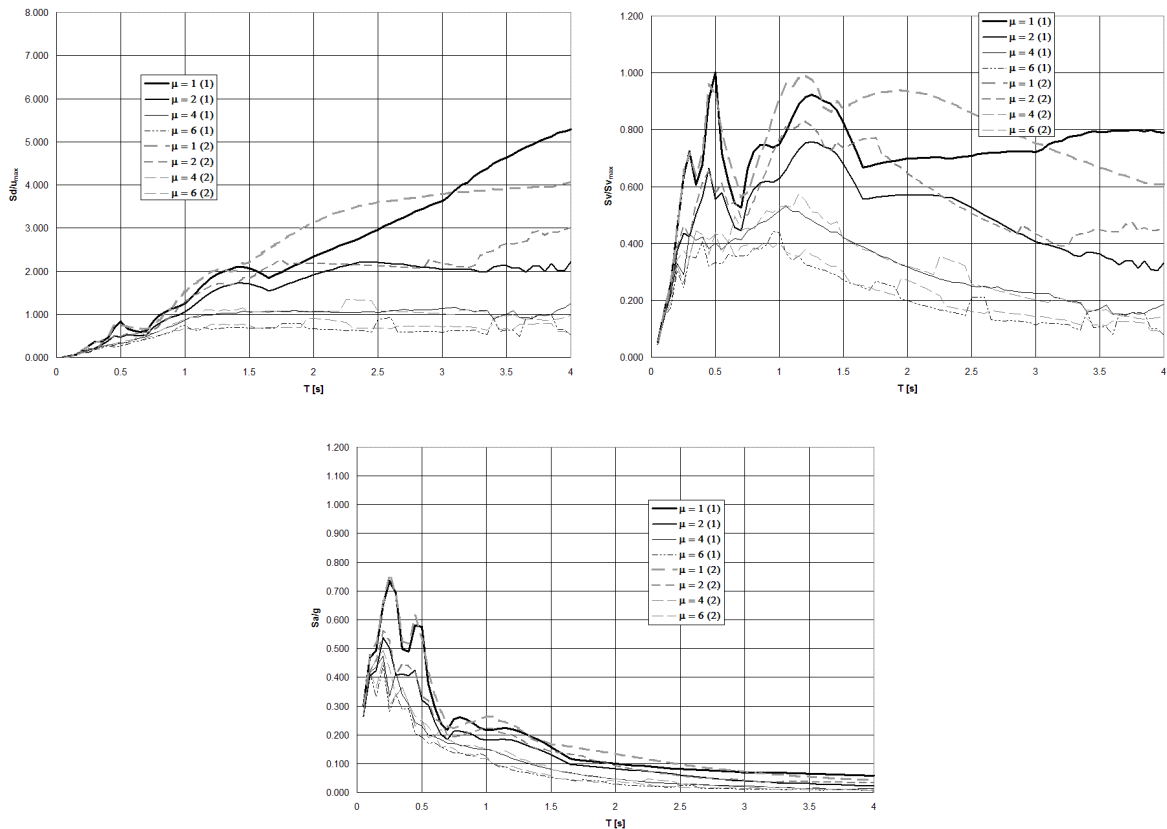 8.000
7.000
6.000
5.000
4.000
3.000
2.000
1.000
0.000
Sd/u_max
μ = 1 (1)
μ = 2 (1)
μ = 4 (1)
μ = 6 (1)
μ = 1 (2)
μ = 2 (2)
μ = 4 (2)
μ = 6 (2)
0 0.5 1 1.5 2 2.5 3 3.5 4
T [s]
1.200
1.000
0.800
0.600
0.400
0.200
0.000
Sv/Sv_max
μ = 1 (1)
μ = 2 (1)
μ = 4 (1)
μ = 6 (1)
μ = 1 (2)
μ = 2 (2)
μ = 4 (2)
μ = 6 (2)
0 0.5 1 1.5 2 2.5 3 3.5 4
T [s]
1.200
1.100
1.000
0.900
0.800
0.700
0.600
0.500
0.400
0.300
0.200
0.100
0.000
Sa/g
μ = 1 (1)
μ = 2 (1)
μ = 4 (1)
μ = 6 (1)
μ = 1 (2)
μ = 2 (2)
μ = 4 (2)
μ = 6 (2)
0 0.5 1 1.5 2 2.5 3 3.5 4
T [s]